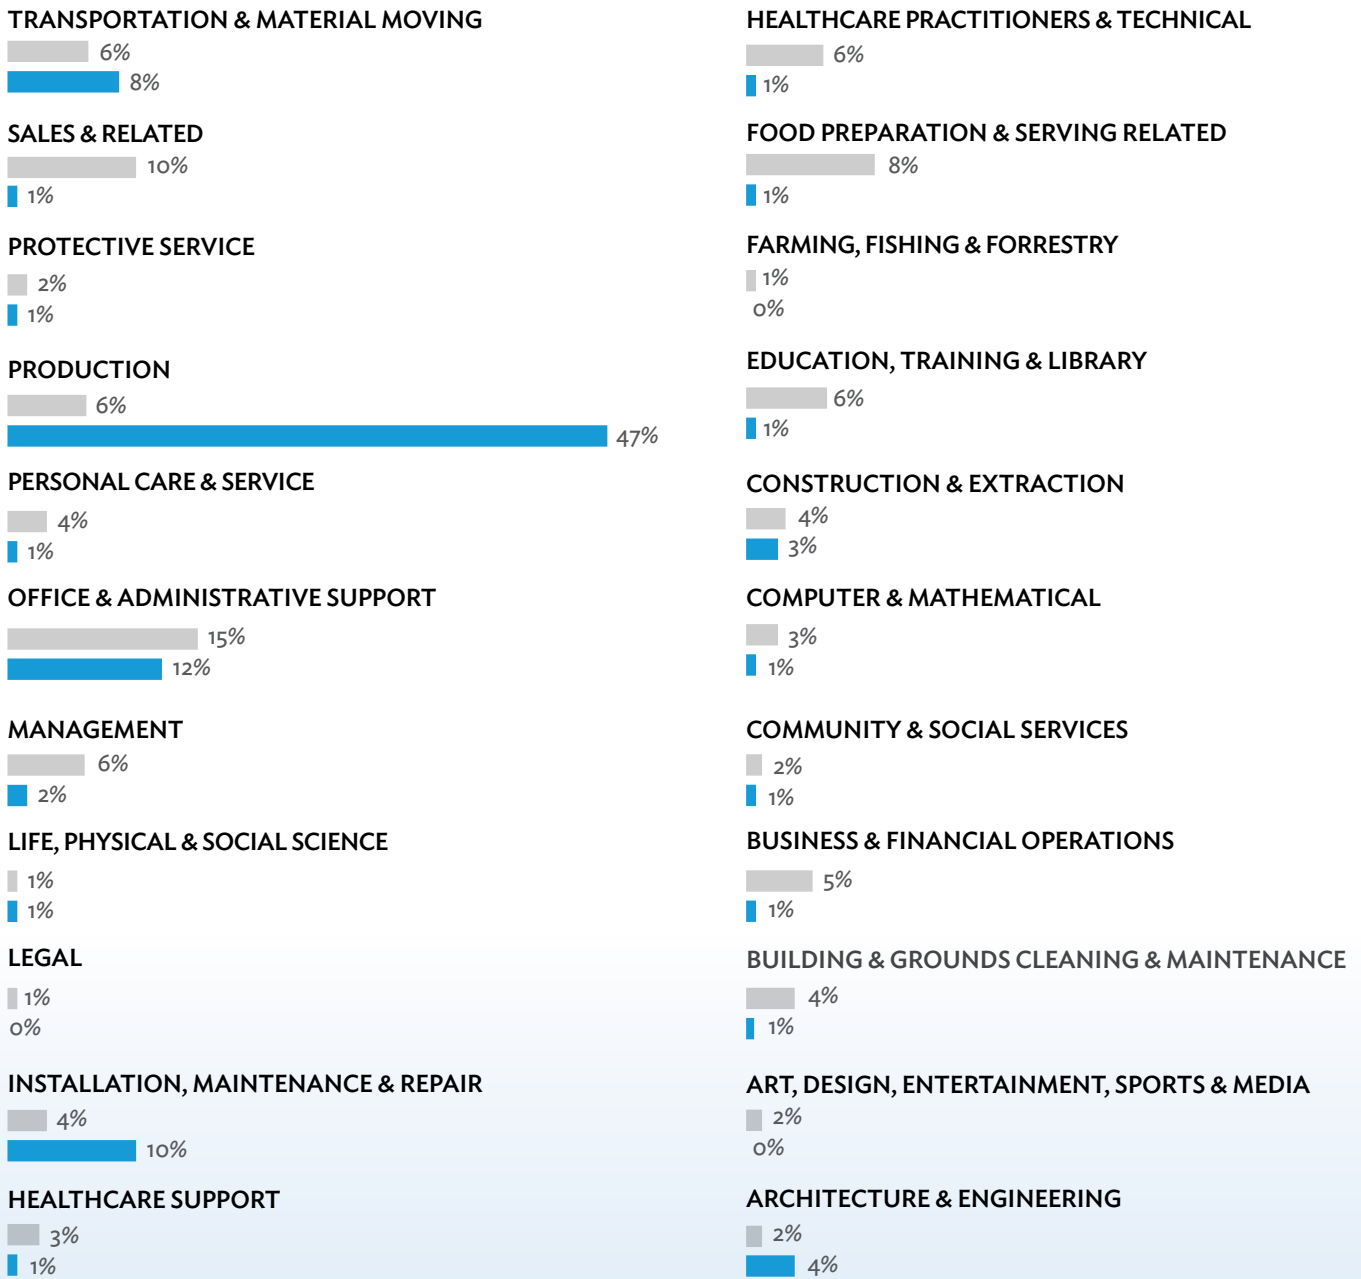 TRANSPORTATION & MATERIAL MOVING
6%
8%
SALES & RELATED
10%
1%
PROTECTIVE SERVICE
2%
1%
PRODUCTION
6%
47%
PERSONAL CARE & SERVICE
4%
1%
OFFICE & ADMINISTRATIVE SUPPORT
15%
12%
MANAGEMENT
6%
2%
LIFE, PHYSICAL & SOCIAL SCIENCE
1%
1%
LEGAL
1%
0%
INSTALLATION, MAINTENANCE & REPAIR
4%
10%
HEALTHCARE SUPPORT
3%
1%
HEALTHCARE PRACTITIONERS & TECHNICAL
6%
1%
FOOD PREPARATION & SERVING RELATED
8%
1%
FARMING, FISHING & FORRESTRY
1%
0%
EDUCATION, TRAINING & LIBRARY
6%
1%
CONSTRUCTION & EXTRACTION
4%
3%
COMPUTER & MATHEMATICAL
3%
1%
COMMUNITY & SOCIAL SERVICES
2%
1%
BUSINESS & FINANCIAL OPERATIONS
5%
1%
BUILDING & GROUNDS CLEANING & MAINTENANCE
4%
1%
ART, DESIGN, ENTERTAINMENT, SPORTS & MEDIA
2%
0%
ARCHITECTURE & ENGINEERING
2%
4%